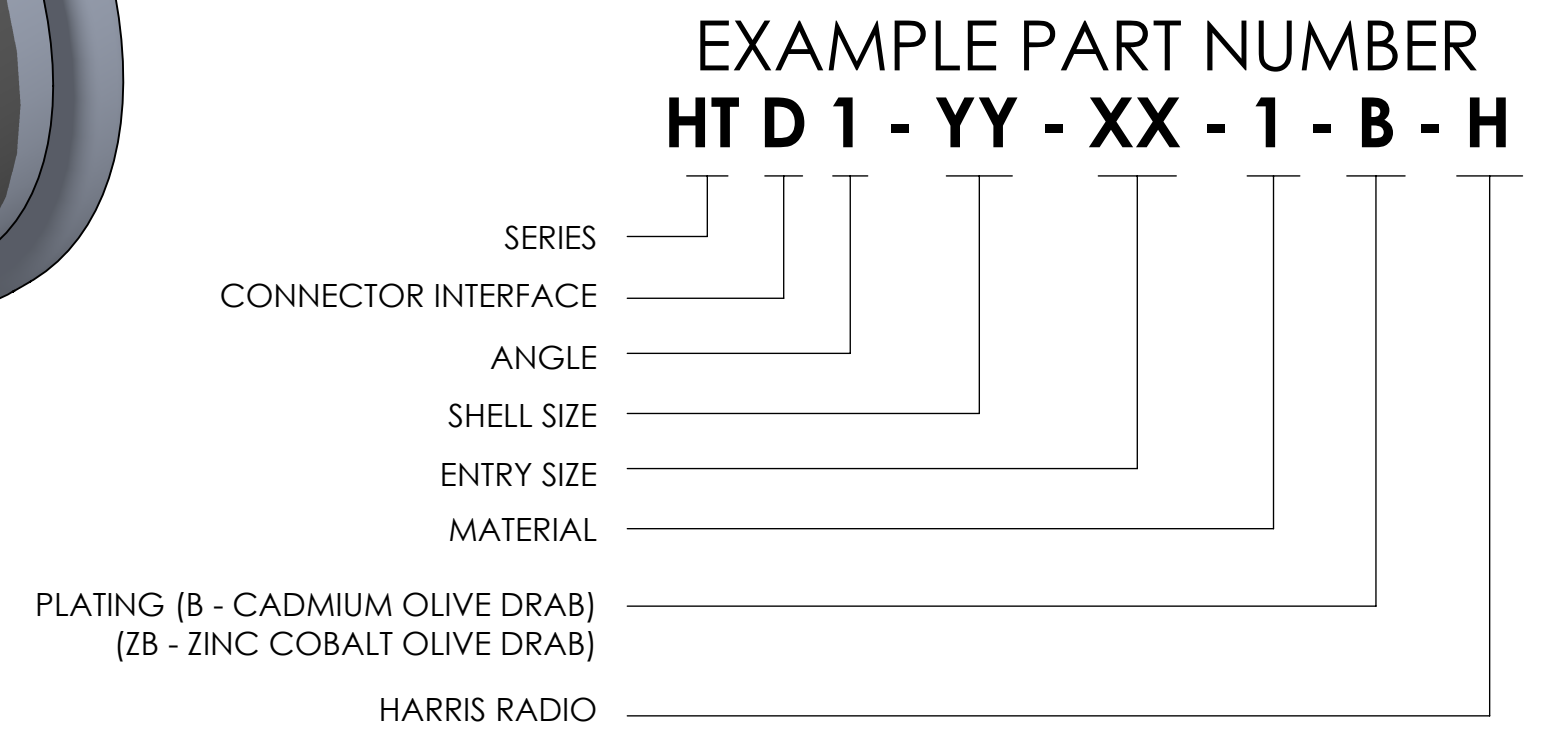 EXAMPLE PART NUMBER
HT D 1 - YY - XX - 1 - B - H
SERIES
CONNECTOR INTERFACE
ANGLE
SHELL SIZE
ENTRY SIZE
MATERIAL
PLATING (B - CADMIUM OLIVE DRAB)
(ZB - ZINC COBALT OLIVE DRAB)
HARRIS RADIO